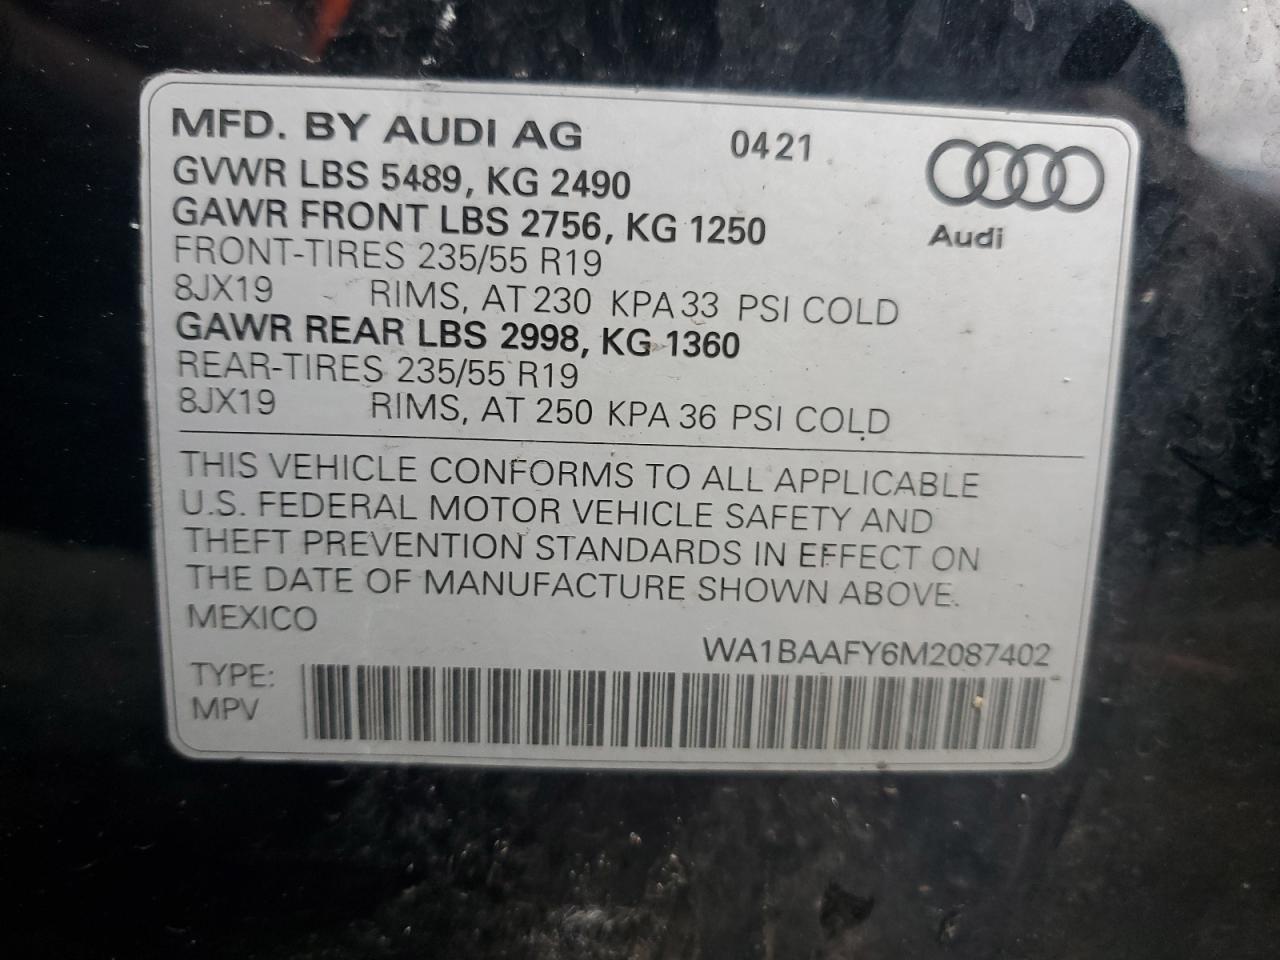 MFD. BY AUDI AG 0421
GVWR LBS 5489, KG 2490
GAWR FRONT LBS 2756, KG 1250
Audi
FRONT-TIRES 235/55 R19
8JX19 RIMS, AT 230 KPA 33 PSI COLD
GAWR REAR LBS 2998, KG 1360
REAR-TIRES 235/55 R19
8JX19 RIMS, AT 250 KPA 36 PSI COLD
THIS VEHICLE CONFORMS TO ALL APPLICABLE
U.S. FEDERAL MOTOR VEHICLE SAFETY AND
THEFT PREVENTION STANDARDS IN EFFECT ON
THE DATE OF MANUFACTURE SHOWN ABOVE.
MEXICO
WA1BAAFY6M2087402
TYPE:
MPV